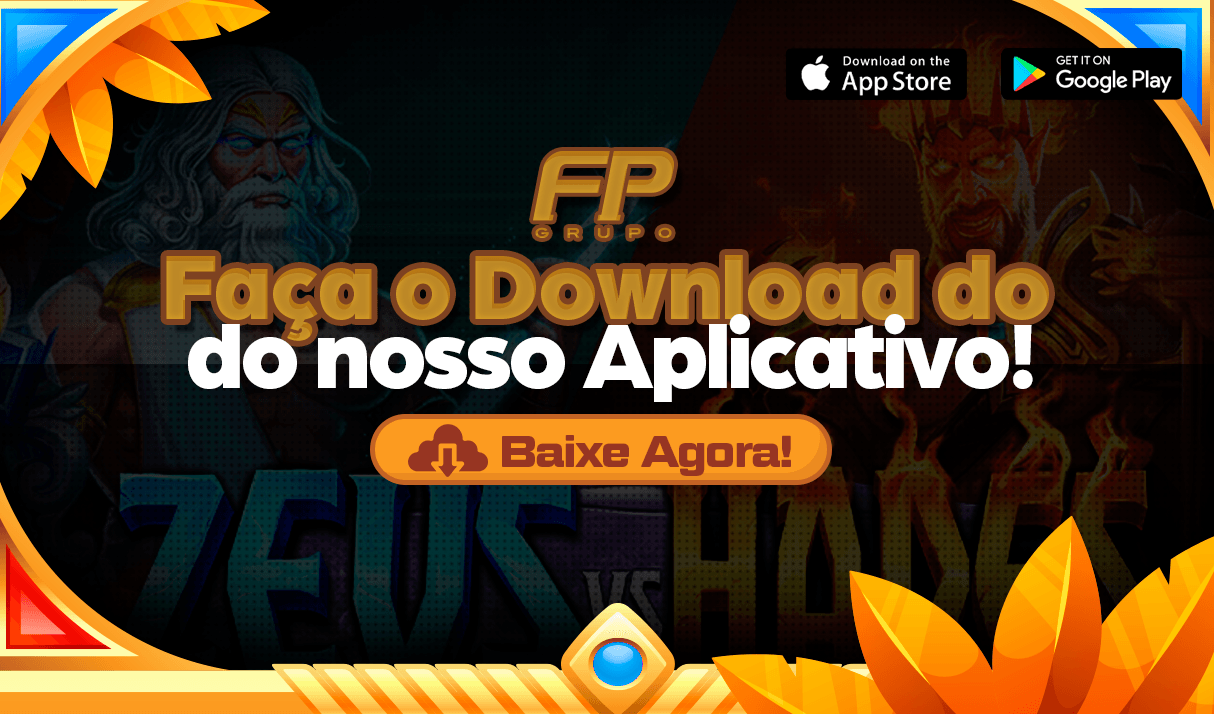 Download on the
App Store
GET IT ON
Google Play
FP
GRUPO
Faça o Download do
do nosso Aplicativo!
Baixe Agora!
ZEUS
VS
HADES